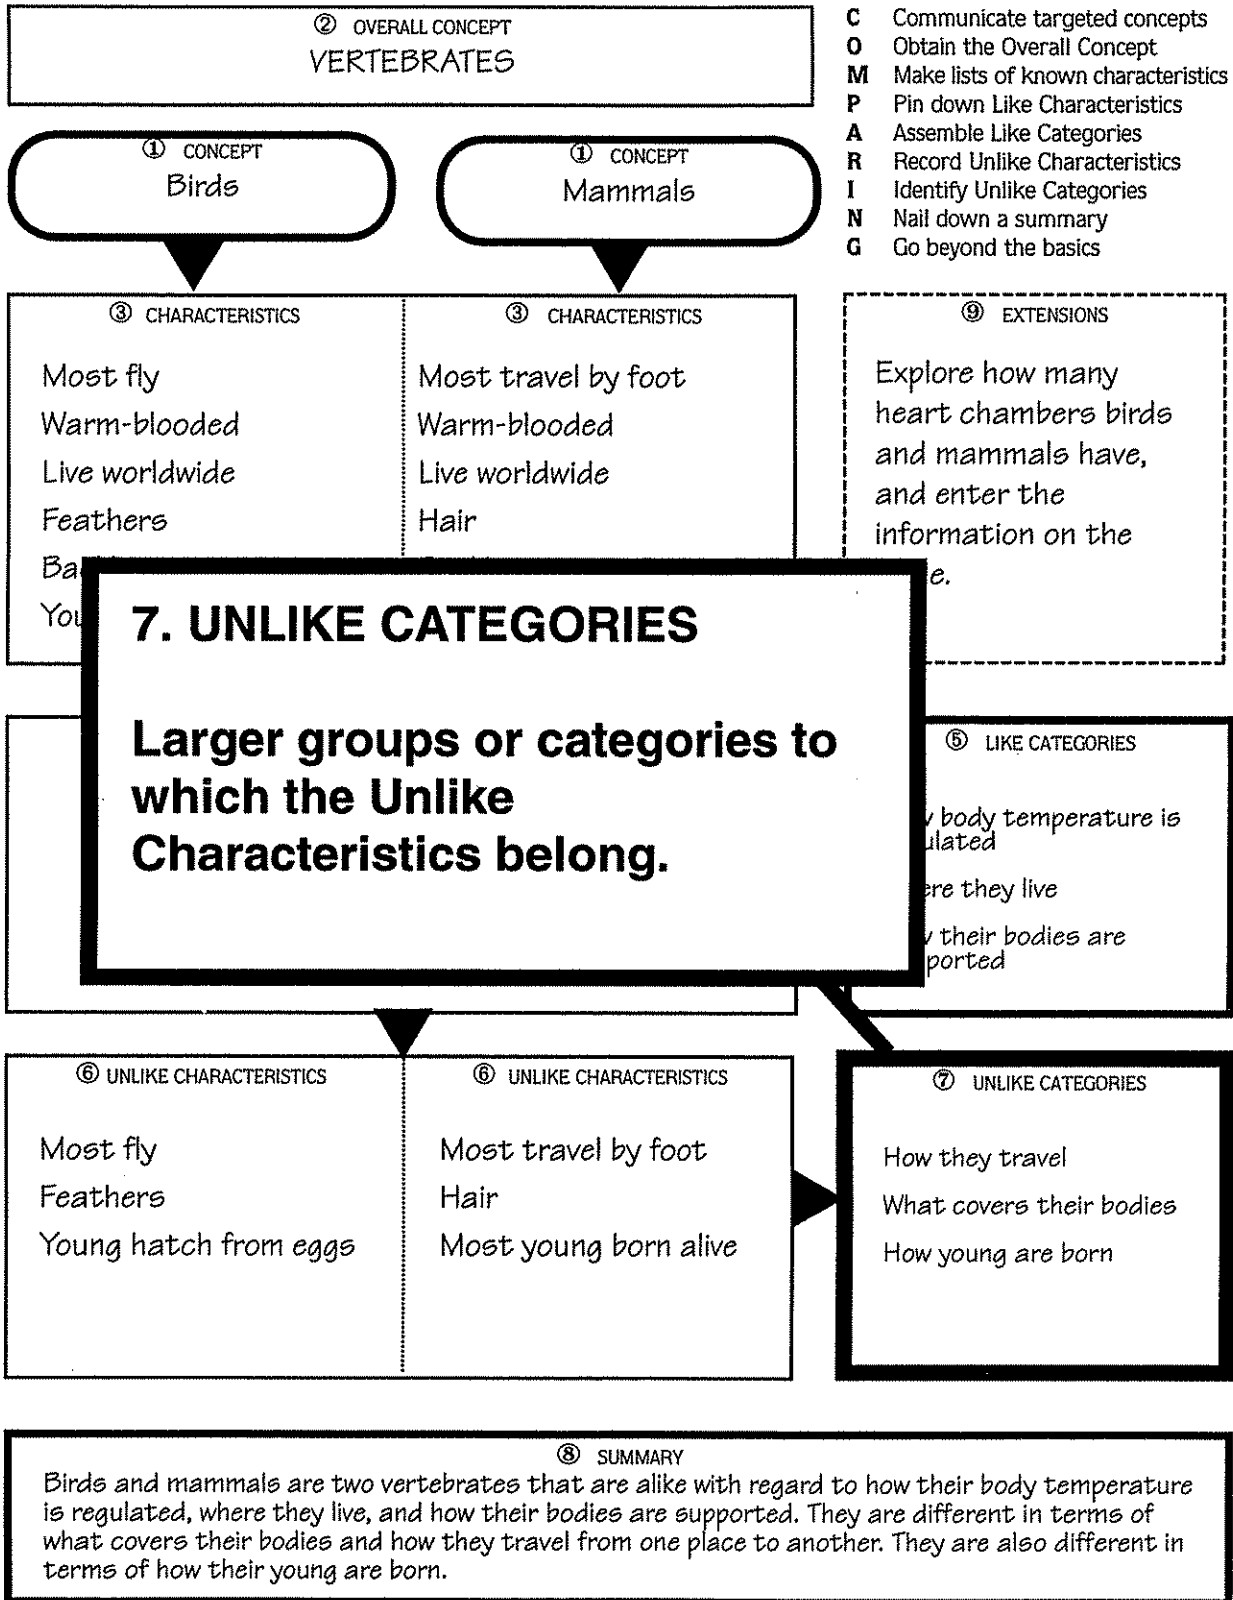 ② OVERALL CONCEPT
VERTEBRATES
C Communicate targeted concepts
O Obtain the Overall Concept
M Make lists of known characteristics
P Pin down Like Characteristics
A Assemble Like Categories
R Record Unlike Characteristics
I Identify Unlike Categories
N Nail down a summary
G Go beyond the basics
① CONCEPT
Birds
① CONCEPT
Mammals
③ CHARACTERISTICS
Most fly
Warm-blooded
Live worldwide
Feathers
③ CHARACTERISTICS
Most travel by foot
Warm-blooded
Live worldwide
Hair
⑨ EXTENSIONS
Explore how many
heart chambers birds
and mammals have,
and enter the
information on the
7. UNLIKE CATEGORIES
Larger groups or categories to
which the Unlike
Characteristics belong.
⑤ LIKE CATEGORIES
body temperature is
they live
their bodies are
⑥ UNLIKE CHARACTERISTICS
Most fly
Feathers
Young hatch from eggs
⑥ UNLIKE CHARACTERISTICS
Most travel by foot
Hair
Most young born alive
⑦ UNLIKE CATEGORIES
How they travel
What covers their bodies
How young are born
⑧ SUMMARY
Birds and mammals are two vertebrates that are alike with regard to how their body temperature
is regulated, where they live, and how their bodies are supported. They are different in terms of
what covers their bodies and how they travel from one place to another. They are also different in
terms of how their young are born.